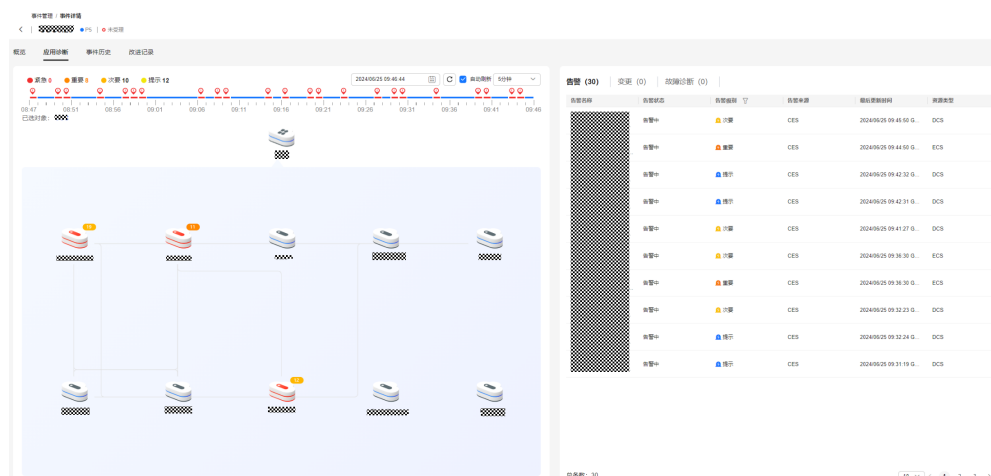 事件管理 / 事件详情
P5 未受理
概览 应用诊断 事件历史 改进记录
紧急 0 重要 8 次要 10 提示 12
2024/06/25 09:46:44 自动刷新 5分钟
08:47 08:51 08:56 09:01 09:06 09:11 09:16 09:21 09:26 09:31 09:36 09:41 09:46
已选对象:
告警 (30) 变更 (0) 故障诊断 (0)
告警名称 告警状态 告警级别 告警来源 最后更新时间 资源类型
告警中 次要 CES 2024/06/25 09:45:50 G... DCS
告警中 重要 CES 2024/06/25 09:44:50 G... ECS
告警中 提示 CES 2024/06/25 09:42:32 G... DCS
告警中 提示 CES 2024/06/25 09:42:31 G... DCS
告警中 次要 CES 2024/06/25 09:41:27 G... DCS
告警中 次要 CES 2024/06/25 09:36:30 G... ECS
告警中 重要 CES 2024/06/25 09:36:30 G... ECS
告警中 次要 CES 2024/06/25 09:32:23 G... DCS
告警中 提示 CES 2024/06/25 09:32:24 G... DCS
告警中 提示 CES 2024/06/25 09:31:19 G... DCS
总条数: 30 10 1 2 3